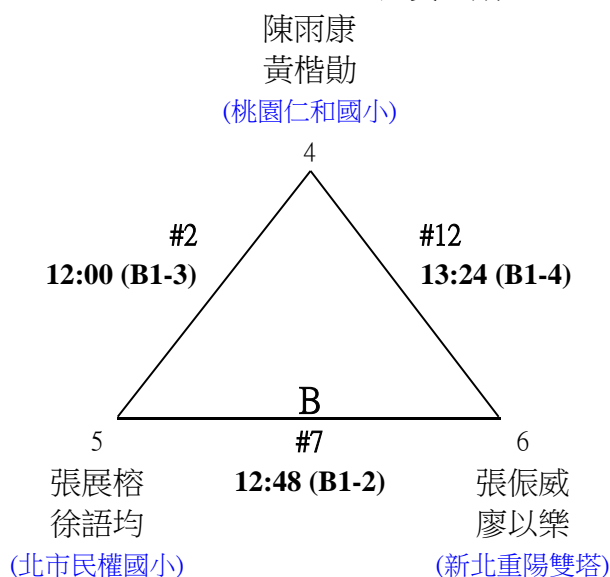 陳雨康
黃楷勛
(桃園仁和國小)
4
#2
12:00 (B1-3)
#12
13:24 (B1-4)
B
5
#7
12:48 (B1-2)
6
張展榕
徐語均
(北市民權國小)
張侲威
廖以樂
(新北重陽雙塔)